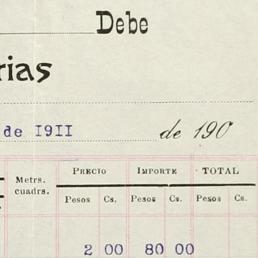 Debe
rias
de 1911 de 190
Metrs. cuadrs. PRECIO IMPORTE TOTAL
Pesos Cs. Pesos Cs. Pesos Cs.
2 00 80 00